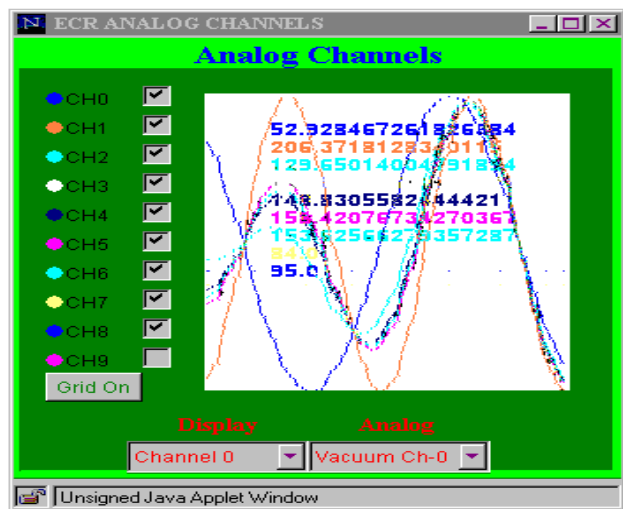 ECR ANALOG CHANNELS
Analog Channels
CH0
CH1
CH2
CH3
CH4
CH5
CH6
CH7
CH8
CH9
95.0
Grid On
Display Analog
Channel 0 Vacuum Ch-0
Unsigned Java Applet Window